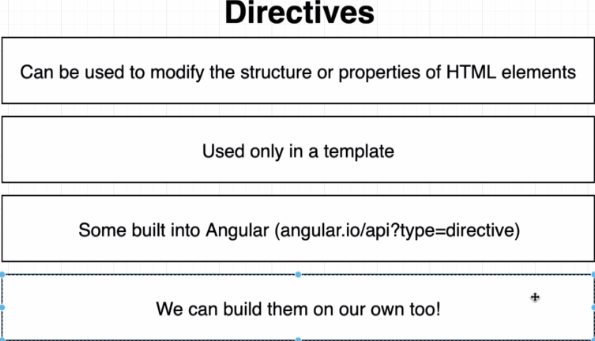 Directives
Can be used to modify the structure or properties of HTML elements
Used only in a template
Some built into Angular (angular.io/api?type=directive)
We can build them on our own too!